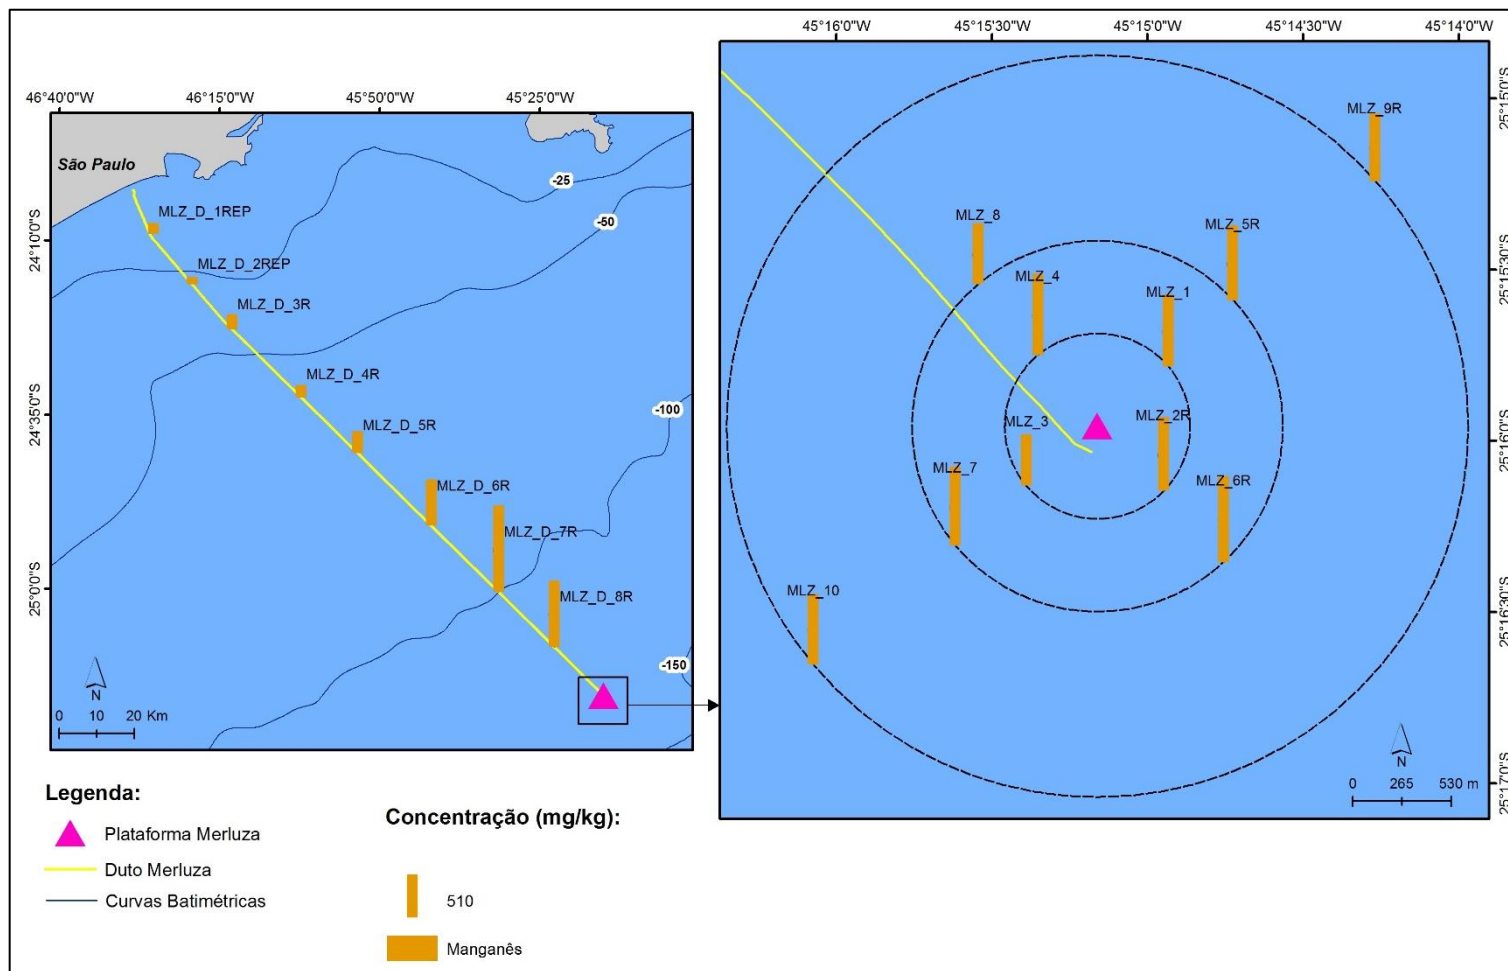 46°40'0"W 46°15'0"W 45°50'0"W 45°25'0"W
24°10'0"S
24°35'0"S
25°0'0"S
São Paulo
MLZ_D_1REP
MLZ_D_2REP
MLZ_D_3R
MLZ_D_4R
MLZ_D_5R
MLZ_D_6R
MLZ_D_7R
MLZ_D_8R
-25
-50
-100
-150
N
0 10 20 Km
45°16'0"W 45°15'30"W 45°15'0"W 45°14'30"W 45°14'0"W
25°15'0"S
25°15'30"S
25°16'0"S
25°16'30"S
25°17'0"S
MLZ_9R
MLZ_8
MLZ_5R
MLZ_4
MLZ_1
MLZ_3
MLZ_2R
MLZ_7
MLZ_6R
MLZ_10
N
0 265 530 m
Legenda:
Plataforma Merluza
Duto Merluza
Curvas Batimétricas
Concentração (mg/kg):
510
Manganês